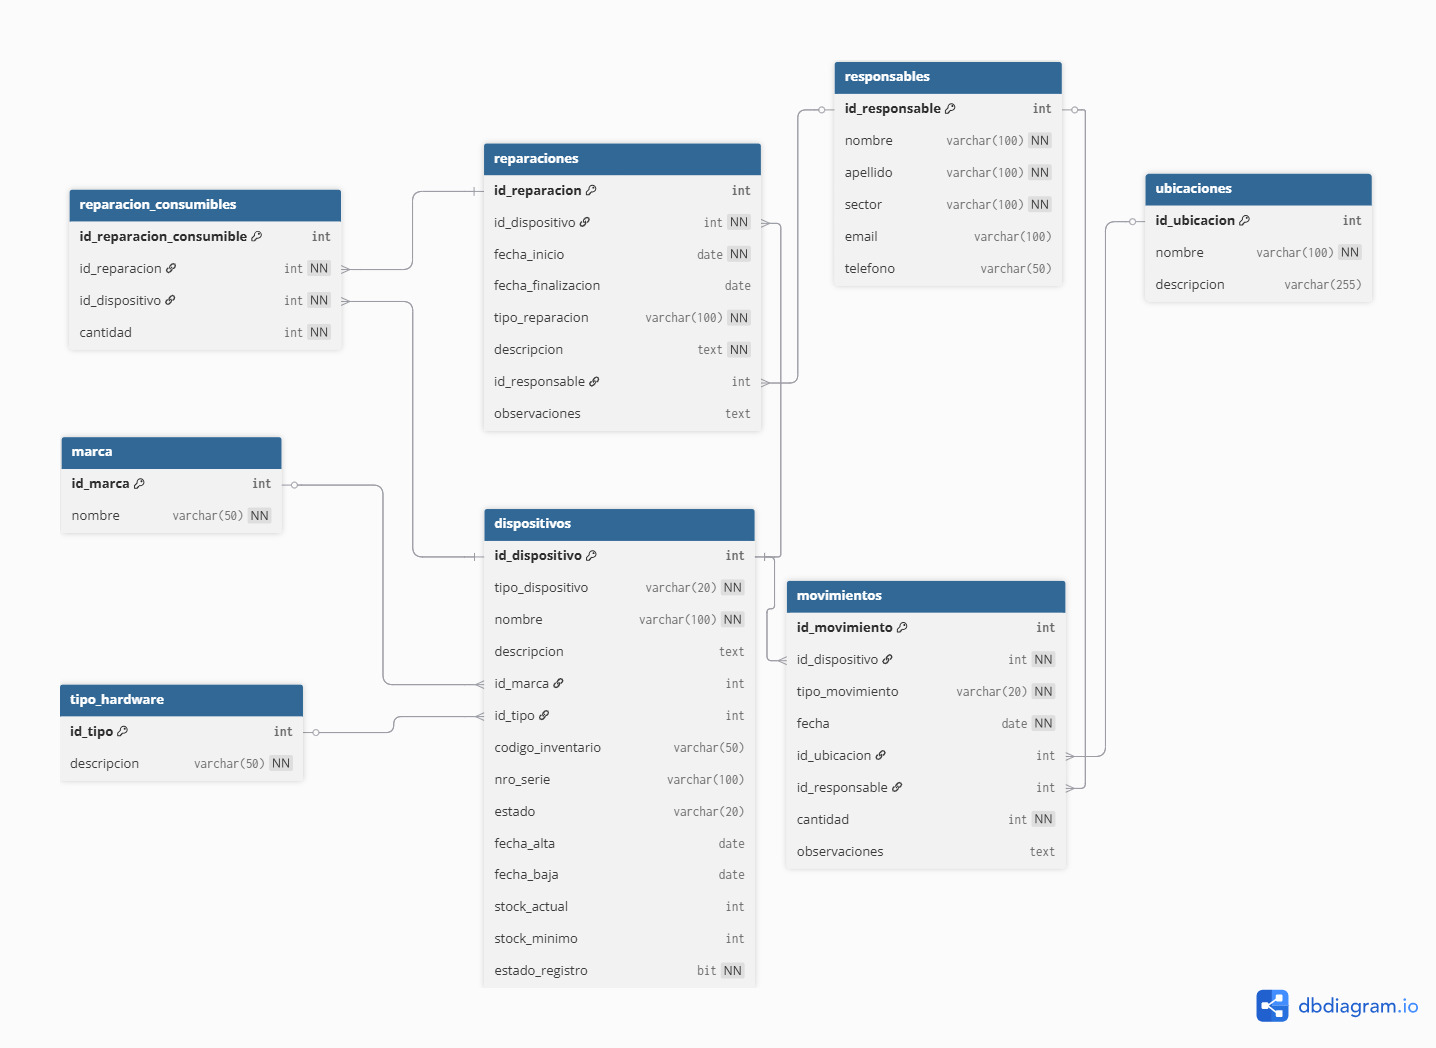 responsables
id_responsable int
nombre varchar(100) NN
apellido varchar(100) NN
sector varchar(100) NN
email varchar(100)
telefono varchar(50)
reparaciones
id_reparacion int
id_dispositivo int NN
fecha_inicio date NN
fecha_finalizacion date
tipo_reparacion varchar(100) NN
descripcion text NN
id_responsable int
observaciones text
ubicaciones
id_ubicacion int
nombre varchar(100) NN
descripcion varchar(255)
reparacion_consumibles
id_reparacion_consumible int
id_reparacion int NN
id_dispositivo int NN
cantidad int NN
marca
id_marca int
nombre varchar(50) NN
dispositivos
id_dispositivo int
tipo_dispositivo varchar(20) NN
nombre varchar(100) NN
descripcion text
id_marca int
id_tipo int
codigo_inventario varchar(50)
nro_serie varchar(100)
estado varchar(20)
fecha_alta date
fecha_baja date
stock_actual int
stock_minimo int
estado_registro bit NN
movimientos
id_movimiento int
id_dispositivo int NN
tipo_movimiento varchar(20) NN
fecha date NN
id_ubicacion int
id_responsable int
cantidad int NN
observaciones text
tipo_hardware
id_tipo int
descripcion varchar(50) NN
dbdiagram.io